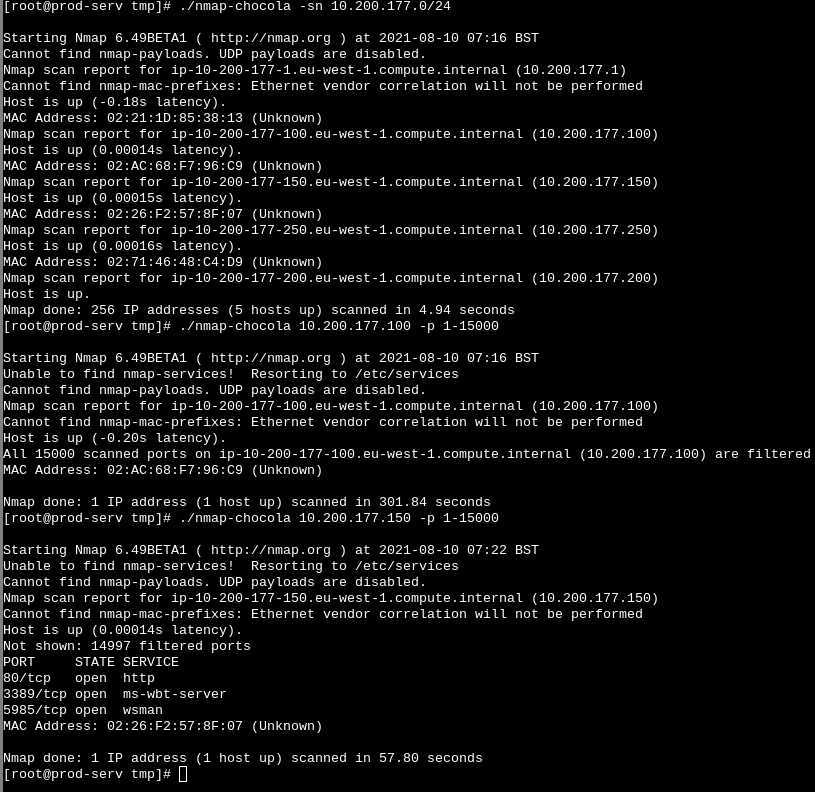 [root@prod-serv tmp]# ./nmap-chocola -sn 10.200.177.0/24
Starting Nmap 6.49BETA1 ( http://nmap.org ) at 2021-08-10 07:16 BST
Cannot find nmap-payloads. UDP payloads are disabled.
Nmap scan report for ip-10-200-177-1.eu-west-1.compute.internal (10.200.177.1)
Cannot find nmap-mac-prefixes: Ethernet vendor correlation will not be performed
Host is up (-0.18s latency).
MAC Address: 02:21:1D:85:38:13 (Unknown)
Nmap scan report for ip-10-200-177-100.eu-west-1.compute.internal (10.200.177.100)
Host is up (0.00014s latency).
MAC Address: 02:AC:68:F7:96:C9 (Unknown)
Nmap scan report for ip-10-200-177-150.eu-west-1.compute.internal (10.200.177.150)
Host is up (0.00015s latency).
MAC Address: 02:26:F2:57:8F:07 (Unknown)
Nmap scan report for ip-10-200-177-250.eu-west-1.compute.internal (10.200.177.250)
Host is up (0.00016s latency).
MAC Address: 02:71:46:48:C4:D9 (Unknown)
Nmap scan report for ip-10-200-177-200.eu-west-1.compute.internal (10.200.177.200)
Host is up.
Nmap done: 256 IP addresses (5 hosts up) scanned in 4.94 seconds
[root@prod-serv tmp]# ./nmap-chocola 10.200.177.100 -p 1-15000
Starting Nmap 6.49BETA1 ( http://nmap.org ) at 2021-08-10 07:16 BST
Unable to find nmap-services!  Resorting to /etc/services
Cannot find nmap-payloads. UDP payloads are disabled.
Nmap scan report for ip-10-200-177-100.eu-west-1.compute.internal (10.200.177.100)
Cannot find nmap-mac-prefixes: Ethernet vendor correlation will not be performed
Host is up (-0.20s latency).
All 15000 scanned ports on ip-10-200-177-100.eu-west-1.compute.internal (10.200.177.100) are filtered
MAC Address: 02:AC:68:F7:96:C9 (Unknown)
Nmap done: 1 IP address (1 host up) scanned in 301.84 seconds
[root@prod-serv tmp]# ./nmap-chocola 10.200.177.150 -p 1-15000
Starting Nmap 6.49BETA1 ( http://nmap.org ) at 2021-08-10 07:22 BST
Unable to find nmap-services!  Resorting to /etc/services
Cannot find nmap-payloads. UDP payloads are disabled.
Nmap scan report for ip-10-200-177-150.eu-west-1.compute.internal (10.200.177.150)
Cannot find nmap-mac-prefixes: Ethernet vendor correlation will not be performed
Host is up (0.00014s latency).
Not shown: 14997 filtered ports
PORT     STATE SERVICE
80/tcp   open  http
3389/tcp open  ms-wbt-server
5985/tcp open  wsman
MAC Address: 02:26:F2:57:8F:07 (Unknown)
Nmap done: 1 IP address (1 host up) scanned in 57.80 seconds
[root@prod-serv tmp]#